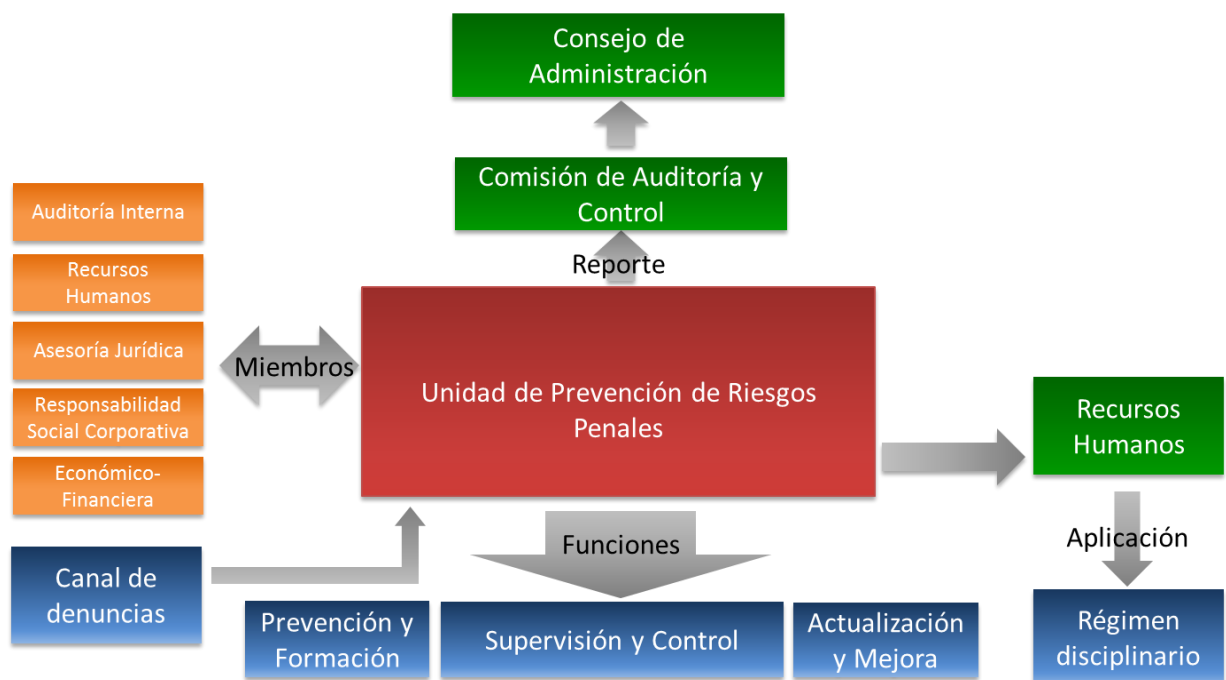 Consejo de
Administración
Comisión de Auditoría y
Control
Reporte
Auditoría Interna
Recursos
Humanos
Asesoría Jurídica
Responsabilidad
Social Corporativa
Económico-
Financiera
Miembros
Unidad de Prevención de Riesgos
Penales
Recursos
Humanos
Aplicación
Régimen
disciplinario
Canal de
denuncias
Funciones
Prevención y
Formación
Supervisión y Control
Actualización
y Mejora